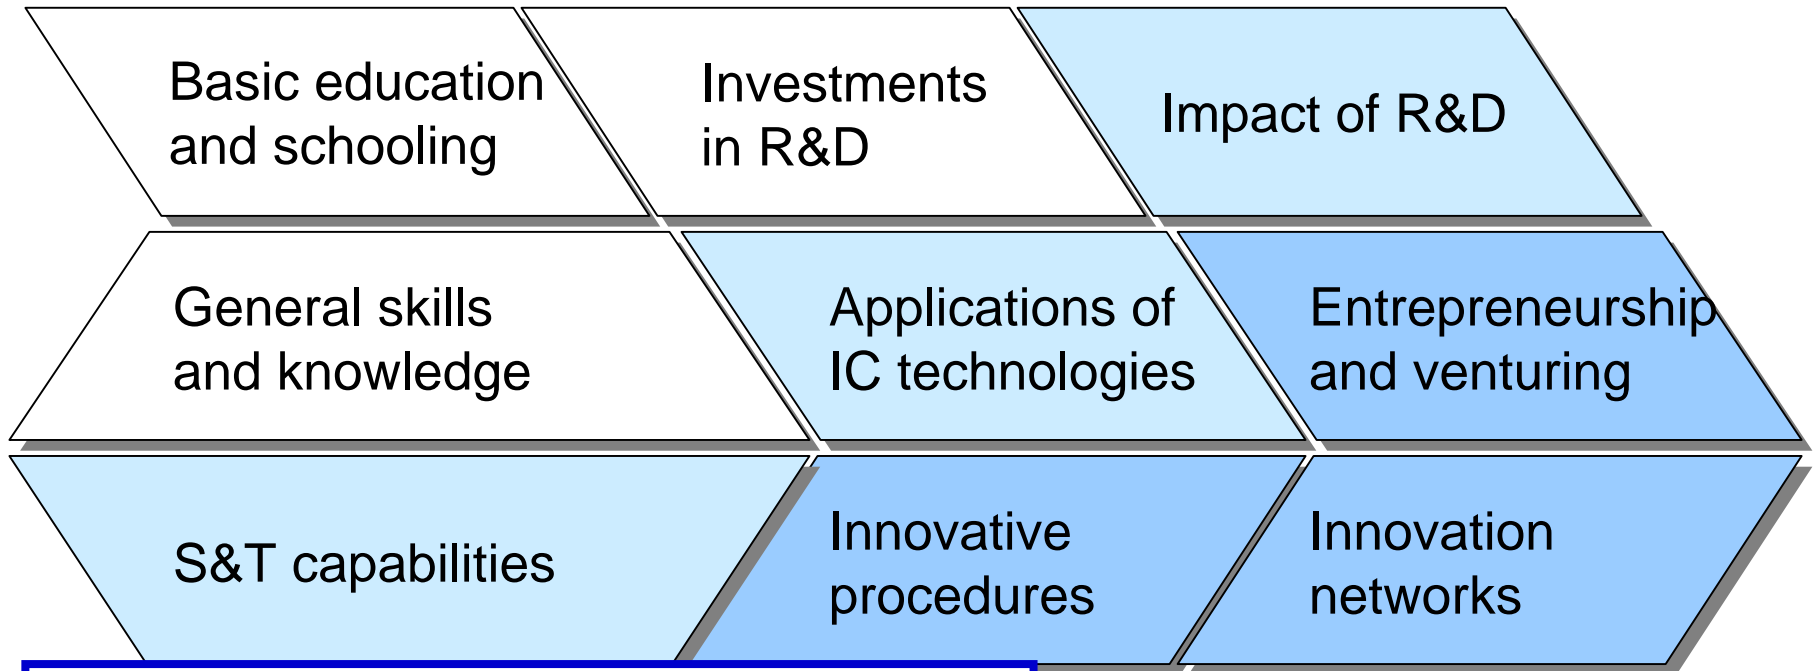 Basic education
and schooling
Investments
in R&D
Impact of R&D
General skills
and knowledge
Applications of
IC technologies
Entrepreneurship
and venturing
S&T capabilities
Innovative
procedures
Innovation
networks